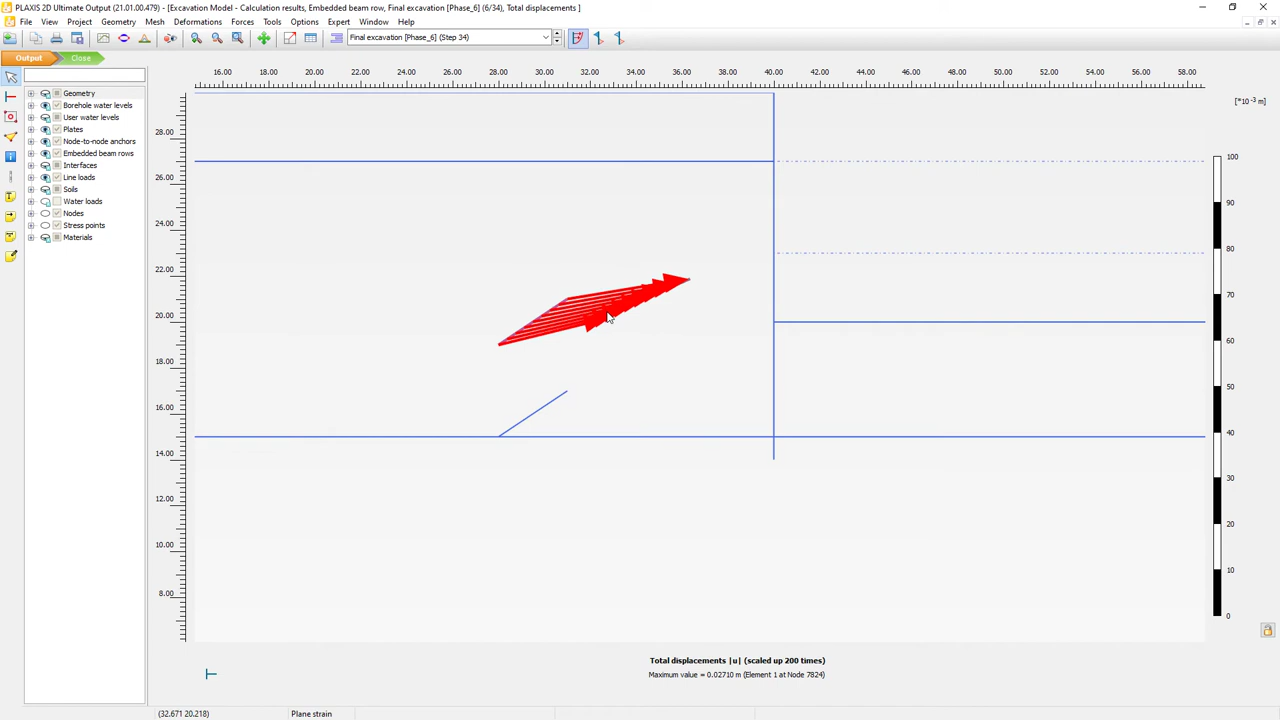 PLAXIS 2D Ultimate Output (21.01.00.479) - [Excavation Model - Calculation results, Embedded beam row, Final excavation [Phase_6] (6/34), Total displacements ]
File View Project Geometry Mesh Deformations Forces Tools Options Expert Window Help
Final excavation [Phase_6] (Step 34)
Output Close
16.00 18.00 20.00 22.00 24.00 26.00 28.00 30.00 32.00 34.00 36.00 38.00 40.00 42.00 44.00 46.00 48.00 50.00 52.00 54.00 56.00 58.00
Geometry
Borehole water levels
User water levels
Plates
Node-to-node anchors
Embedded beam rows
Interfaces
Line loads
Soils
Water loads
Nodes
Stress points
Materials
28.00
26.00
24.00
22.00
20.00
18.00
16.00
14.00
12.00
10.00
8.00
[*10 -3 m]
100
90
80
70
60
50
40
30
20
10
0
Total displacements |u| (scaled up 200 times)
Maximum value = 0.02710 m (Element 1 at Node 7824)
(32.671 20.218) Plane strain